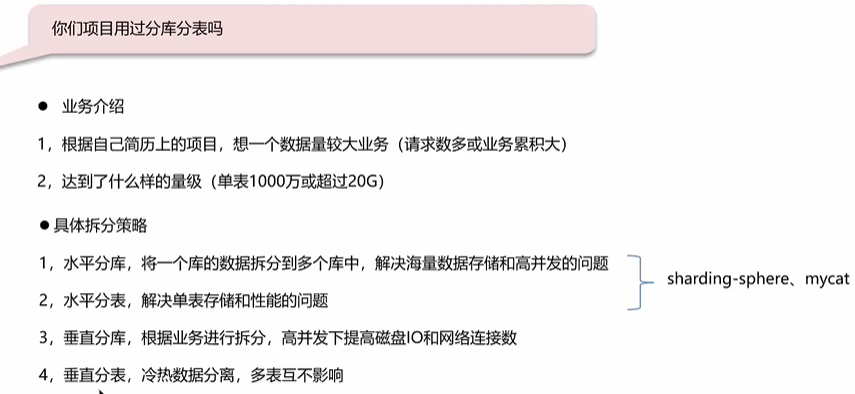 你们项目用过分库分表吗
● 业务介绍
1，根据自己简历上的项目，想一个数据量较大业务（请求数多或业务累积大）
2，达到了什么样的量级（单表1000万或超过20G）
●具体拆分策略
1，水平分库，将一个库的数据拆分到多个库中，解决海量数据存储和高并发的问题
2，水平分表，解决单表存储和性能的问题
sharding-sphere、mycat
3，垂直分库，根据业务进行拆分，高并发下提高磁盘IO和网络连接数
4，垂直分表，冷热数据分离，多表互不影响